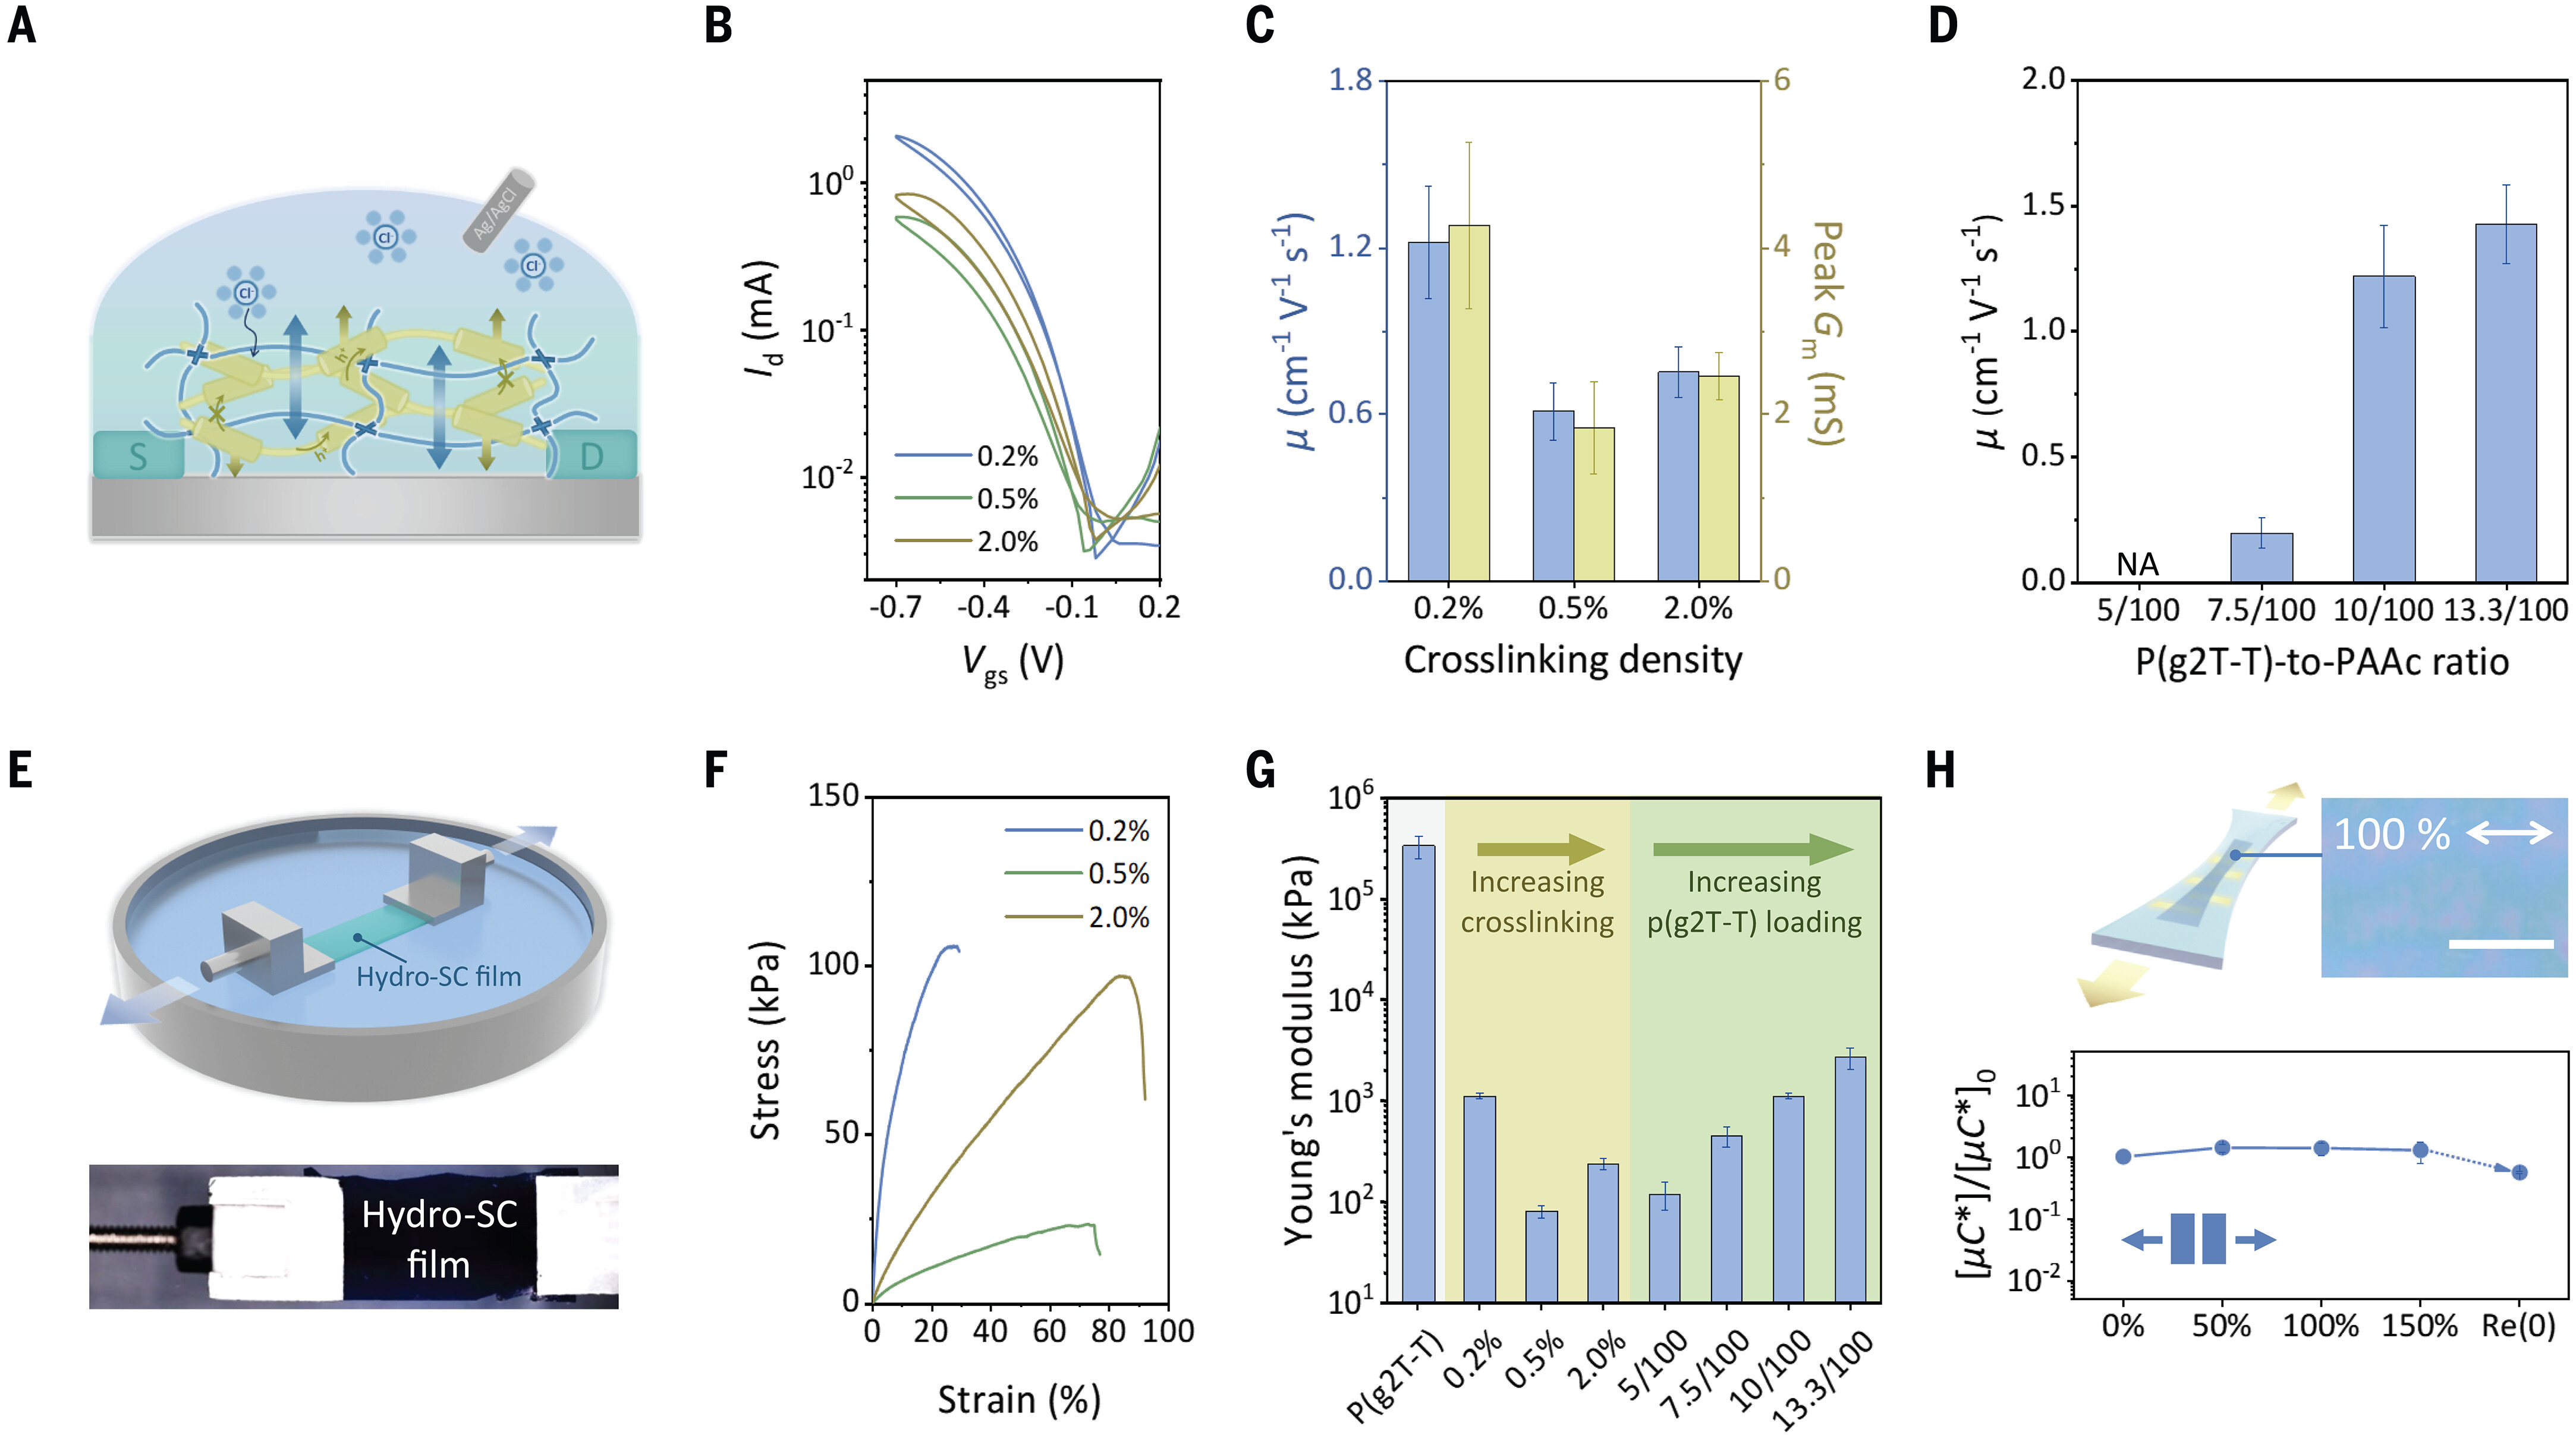 A
Ag/AgCl
Cl-
Cl-
Cl-
h+
h+
S
D
B
10^0
10^-1
10^-2
I_d (mA)
0.2%
0.5%
2.0%
-0.7 -0.4 -0.1 0.2
V_gs (V)
C
1.8
1.2
0.6
0.0
μ (cm^-1 V^-1 s^-1)
6
4
2
0
Peak G_m (mS)
0.2% 0.5% 2.0%
Crosslinking density
D
2.0
1.5
1.0
0.5
0.0
μ (cm^-1 V^-1 s^-1)
NA
5/100 7.5/100 10/100 13.3/100
P(g2T-T)-to-PAAc ratio
E
Hydro-SC film
Hydro-SC
film
F
150
100
50
0
Stress (kPa)
0.2%
0.5%
2.0%
0 20 40 60 80 100
Strain (%)
G
10^6
10^5
10^4
10^3
10^2
10^1
Young's modulus (kPa)
Increasing
crosslinking
Increasing
p(g2T-T) loading
P(g2T-T) 0.2% 0.5% 2.0% 5/100 7.5/100 10/100 13.3/100
H
100 %
10^1
10^0
10^-1
10^-2
[μC*]/[μC*]_0
0% 50% 100% 150% Re(0)